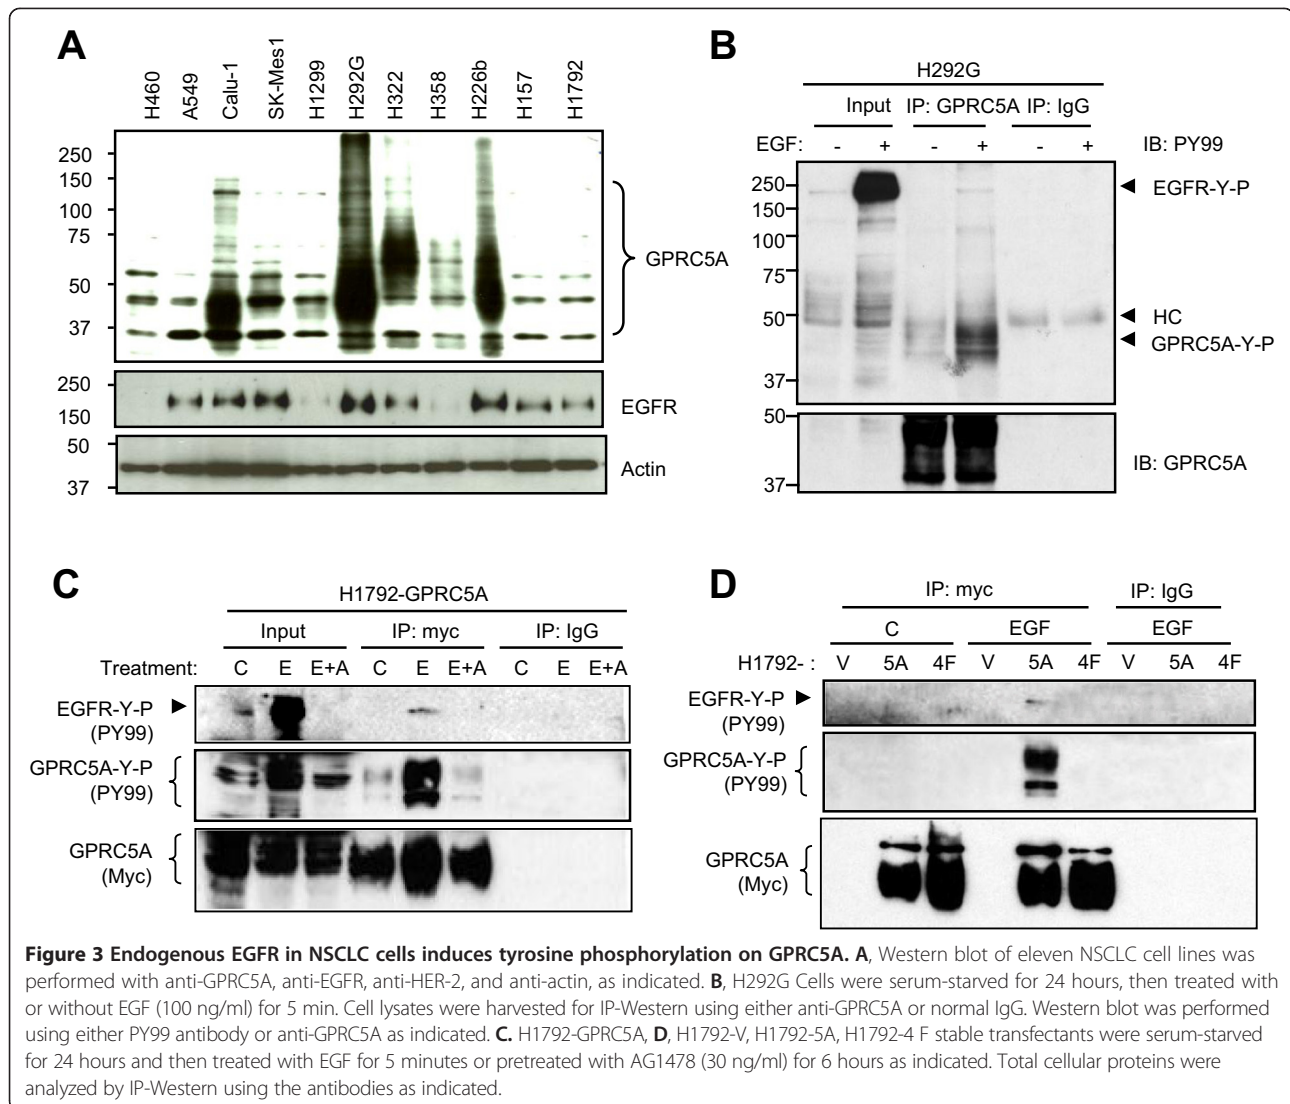 A
H460
A549
Calu-1
SK-Mes1
H1299
H292G
H322
H358
H226b
H157
H1792
250
150
100
75
50
37
GPRC5A
250
150
EGFR
50
37
Actin
B
H292G
Input IP: GPRC5A IP: IgG
EGF: - + - + - + IB: PY99
250
150
100
75
50
37
EGFR-Y-P
HC
GPRC5A-Y-P
50
37
IB: GPRC5A
C
H1792-GPRC5A
Input IP: myc IP: IgG
Treatment: C E E+A C E E+A C E E+A
EGFR-Y-P
(PY99)
GPRC5A-Y-P
(PY99)
GPRC5A
(Myc)
D
IP: myc IP: IgG
C EGF EGF
H1792- : V 5A 4F V 5A 4F V 5A 4F
EGFR-Y-P
(PY99)
GPRC5A-Y-P
(PY99)
GPRC5A
(Myc)
Figure 3 Endogenous EGFR in NSCLC cells induces tyrosine phosphorylation on GPRC5A. A, Western blot of eleven NSCLC cell lines was
performed with anti-GPRC5A, anti-EGFR, anti-HER-2, and anti-actin, as indicated. B, H292G Cells were serum-starved for 24 hours, then treated with
or without EGF (100 ng/ml) for 5 min. Cell lysates were harvested for IP-Western using either anti-GPRC5A or normal IgG. Western blot was performed
using either PY99 antibody or anti-GPRC5A as indicated. C. H1792-GPRC5A, D, H1792-V, H1792-5A, H1792-4 F stable transfectants were serum-starved
for 24 hours and then treated with EGF for 5 minutes or pretreated with AG1478 (30 ng/ml) for 6 hours as indicated. Total cellular proteins were
analyzed by IP-Western using the antibodies as indicated.